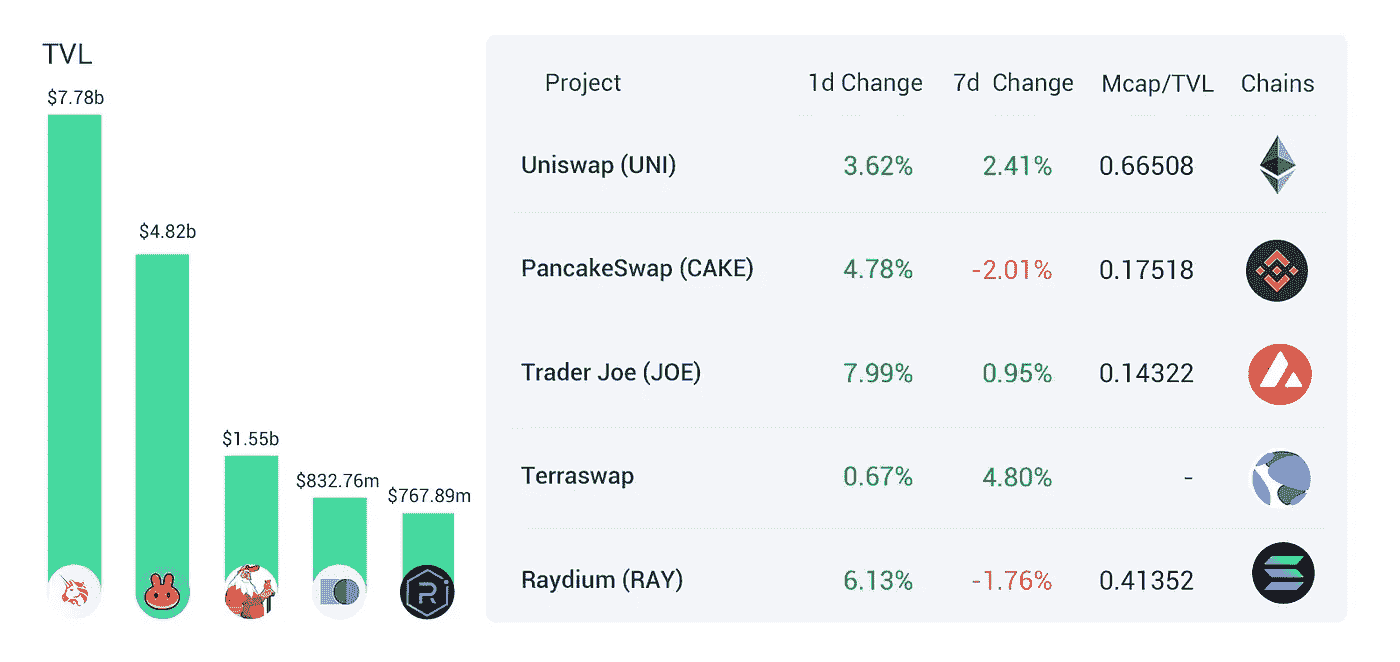 TVL
$7.78b
$4.82b
$1.55b
$832.76m
$767.89m
Project 1d Change 7d Change Mcap/TVL Chains
Uniswap (UNI) 3.62% 2.41% 0.66508
PancakeSwap (CAKE) 4.78% -2.01% 0.17518
Trader Joe (JOE) 7.99% 0.95% 0.14322
Terraswap 0.67% 4.80% -
Raydium (RAY) 6.13% -1.76% 0.41352